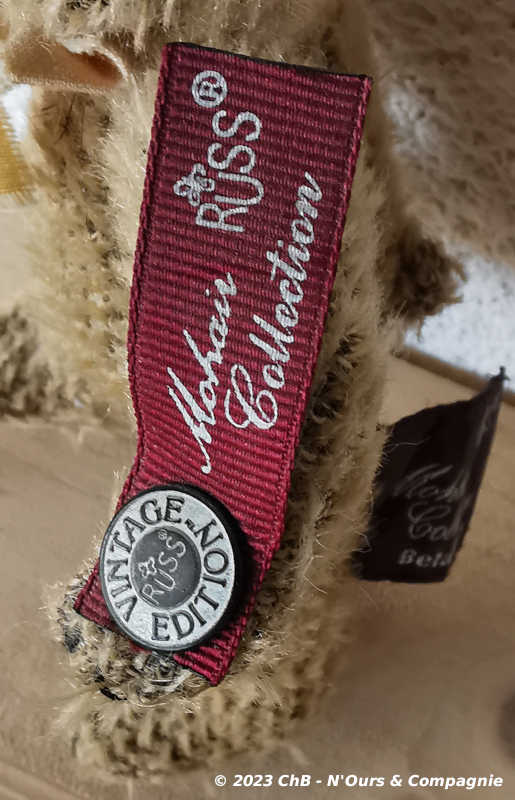 RUSS®
Mohair
Collection
VINTAGE
EDITION
RUSS®
© 2023 ChB - N'Ours & Compagnie